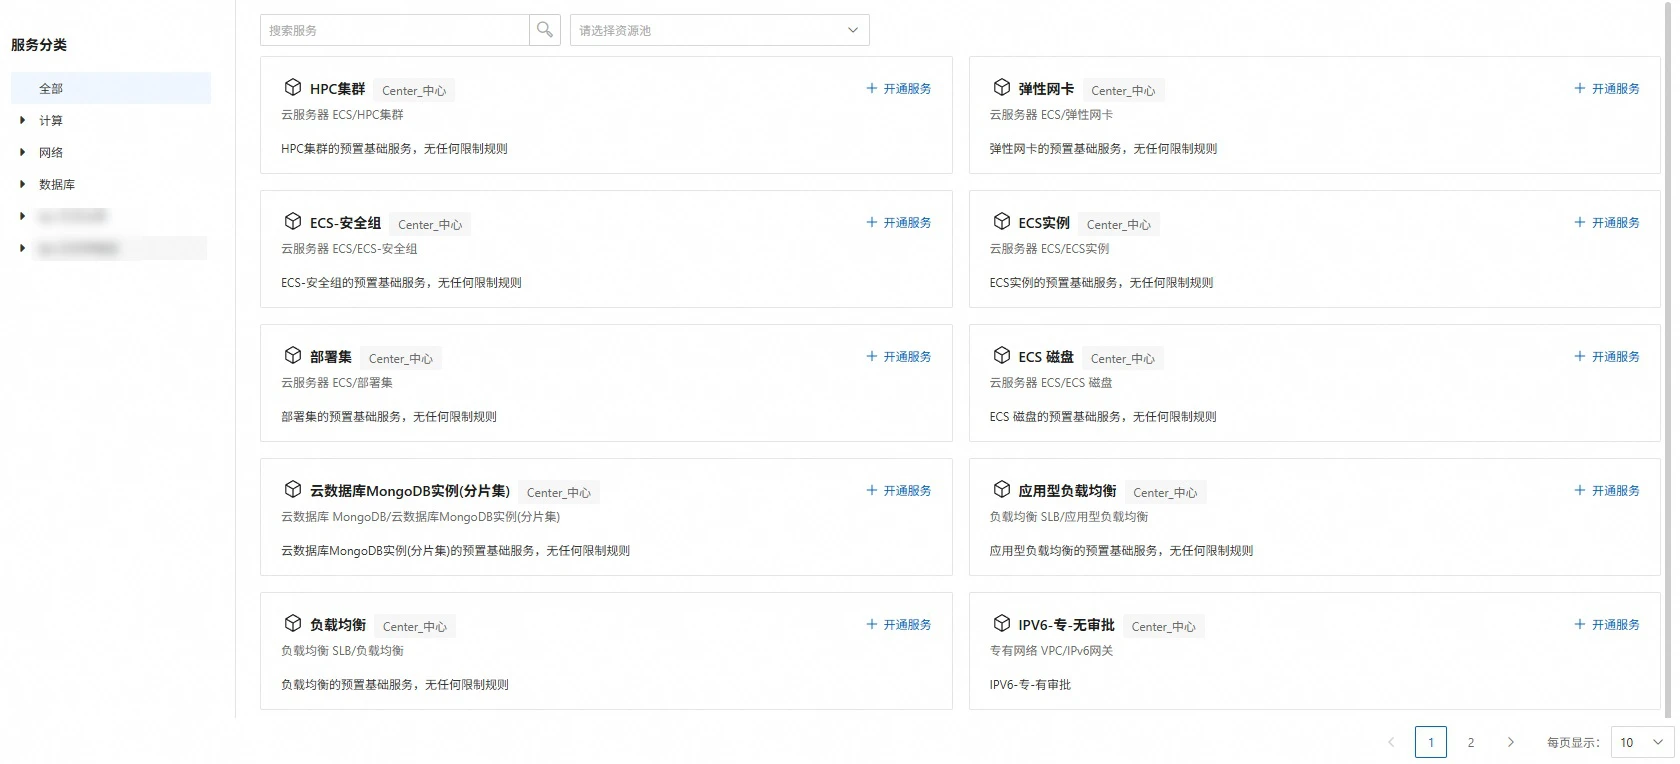 服务分类
全部
计算
网络
数据库
搜索服务
请选择资源池
HPC集群 Center_中心 + 开通服务
云服务器 ECS/HPC集群
HPC集群的预置基础服务，无任何限制规则
弹性网卡 Center_中心 + 开通服务
云服务器 ECS/弹性网卡
弹性网卡的预置基础服务，无任何限制规则
ECS-安全组 Center_中心 + 开通服务
云服务器 ECS/ECS-安全组
ECS-安全组的预置基础服务，无任何限制规则
ECS实例 Center_中心 + 开通服务
云服务器 ECS/ECS实例
ECS实例的预置基础服务，无任何限制规则
部署集 Center_中心 + 开通服务
云服务器 ECS/部署集
部署集的预置基础服务，无任何限制规则
ECS 磁盘 Center_中心 + 开通服务
云服务器 ECS/ECS 磁盘
ECS 磁盘的预置基础服务，无任何限制规则
云数据库MongoDB实例(分片集) Center_中心 + 开通服务
云数据库 MongoDB/云数据库MongoDB实例(分片集)
云数据库MongoDB实例(分片集)的预置基础服务，无任何限制规则
应用型负载均衡 Center_中心 + 开通服务
负载均衡 SLB/应用型负载均衡
应用型负载均衡的预置基础服务，无任何限制规则
负载均衡 Center_中心 + 开通服务
负载均衡 SLB/负载均衡
负载均衡的预置基础服务，无任何限制规则
IPV6-专-无审批 Center_中心 + 开通服务
专有网络 VPC/IPv6网关
IPV6-专-有审批
1 2 每页显示： 10